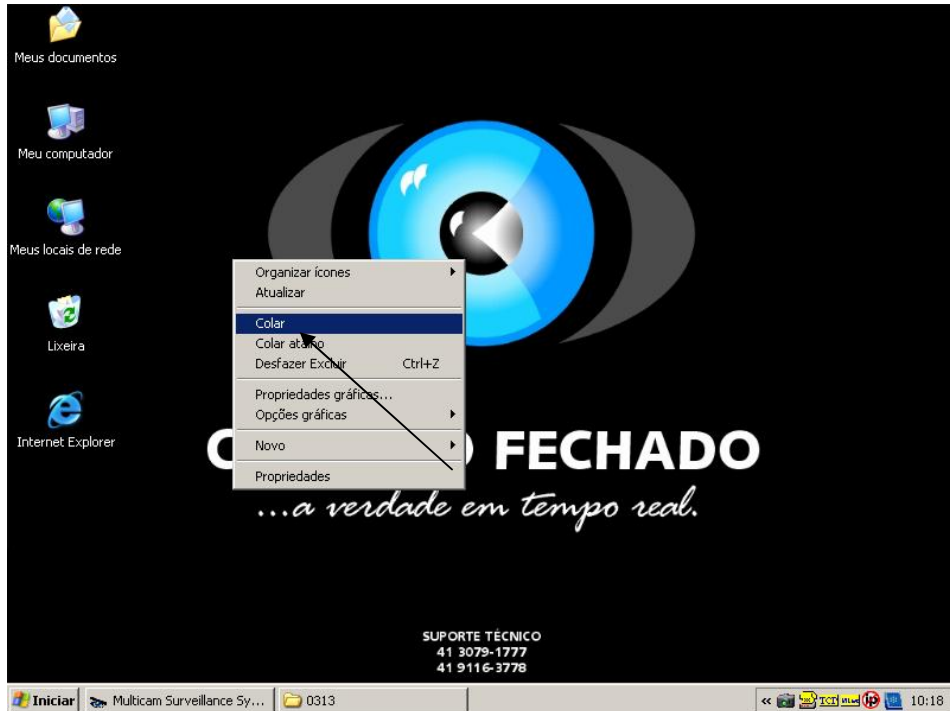 Meus documentos
Meu computador
Meus locais de rede
Lixeira
Internet Explorer
Organizar ícones
Atualizar
Colar
Colar atalho
Desfazer Excluir Ctrl+Z
Propriedades gráficas...
Opções gráficas
Novo
Propriedades
FECHADO
...a verdade em tempo real.
SUPORTE TÉCNICO
41 3079-1777
41 9116-3778
Iniciar
Multicam Surveillance Sy...
0313
«
TCI
ip
10:18